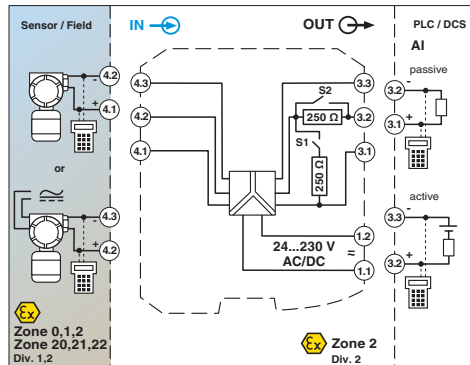 Sensor / Field
IN
OUT
PLC / DCS
AI
passive
4.2
-
+
4.1
or
4.3
-
+
4.2
Ex
Zone 0,1,2
Zone 20,21,22
Div. 1,2
4.3
4.2
4.1
S2
250 Ω
S1
250 Ω
3.3
3.2
3.1
24...230 V
AC/DC
1.2
≂
1.1
Ex
Zone 2
Div. 2
3.2
-
+
3.1
active
3.3
-
+
3.2